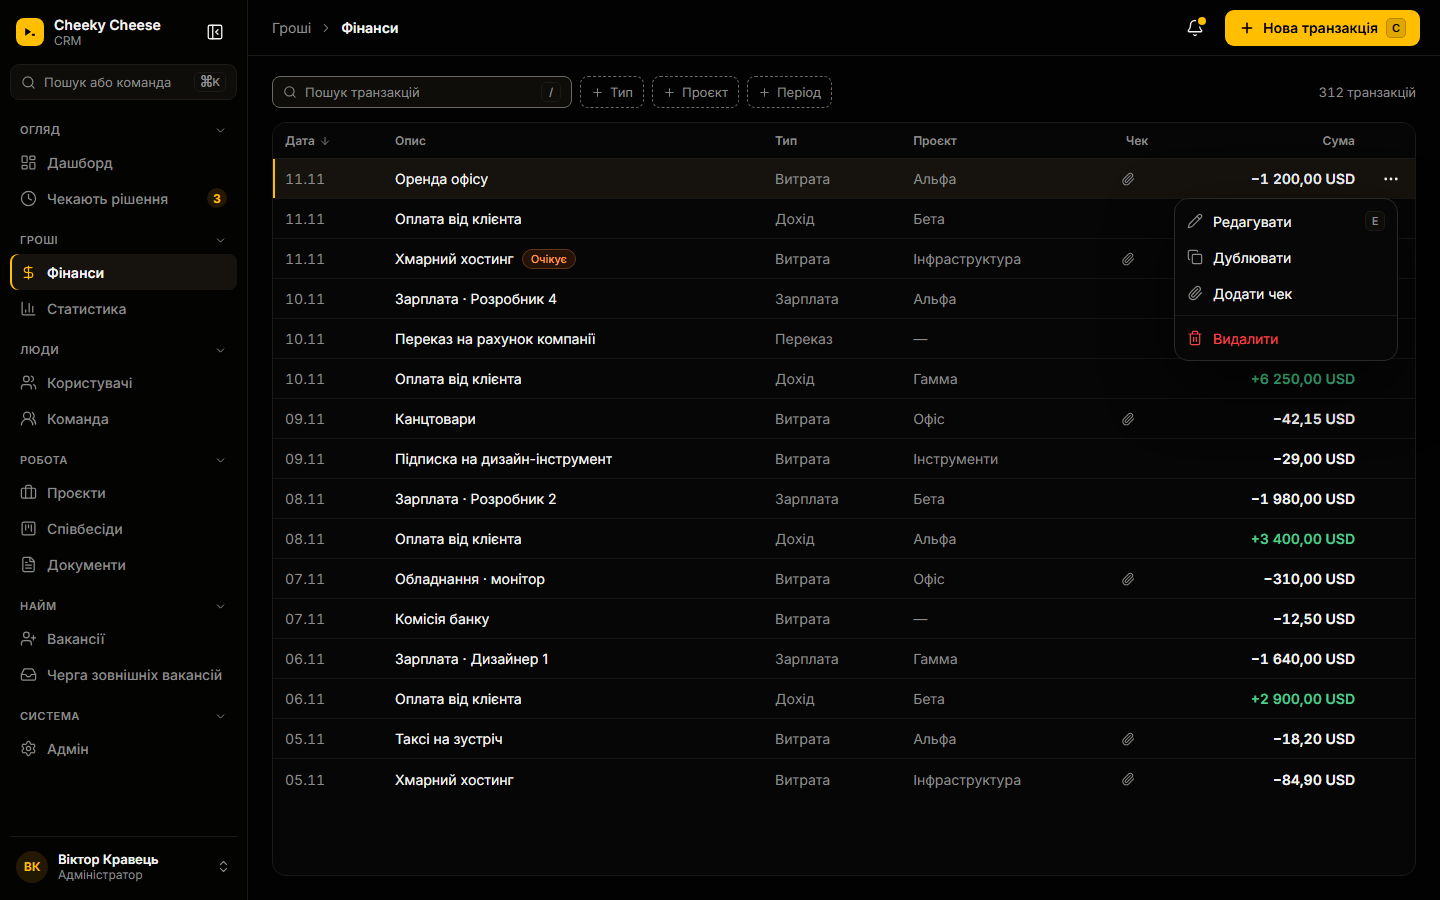 Cheeky Cheese
CRM
Пошук або команда ⌘K
ОГЛЯД
Дашборд
Чекають рішення 3
ГРОШІ
Фінанси
Статистика
ЛЮДИ
Користувачі
Команда
РОБОТА
Проєкти
Співбесіди
Документи
НАЙМ
Вакансії
Черга зовнішніх вакансій
СИСТЕМА
Адмін
ВК
Віктор Кравець
Адміністратор
Гроші > Фінанси
+ Нова транзакція C
Пошук транзакцій /
+ Тип
+ Проєкт
+ Період
312 транзакцій
Дата ↓ Опис Тип Проєкт Чек Сума
11.11 Оренда офісу Витрата Альфа −1 200,00 USD ···
11.11 Оплата від клієнта Дохід Бета
11.11 Хмарний хостинг Очікує Витрата Інфраструктура
10.11 Зарплата · Розробник 4 Зарплата Альфа
10.11 Переказ на рахунок компанії Переказ —
10.11 Оплата від клієнта Дохід Гамма +6 250,00 USD
09.11 Канцтовари Витрата Офіс −42,15 USD
09.11 Підписка на дизайн-інструмент Витрата Інструменти −29,00 USD
08.11 Зарплата · Розробник 2 Зарплата Бета −1 980,00 USD
08.11 Оплата від клієнта Дохід Альфа +3 400,00 USD
07.11 Обладнання · монітор Витрата Офіс −310,00 USD
07.11 Комісія банку Витрата — −12,50 USD
06.11 Зарплата · Дизайнер 1 Зарплата Гамма −1 640,00 USD
06.11 Оплата від клієнта Дохід Бета +2 900,00 USD
05.11 Таксі на зустріч Витрата Альфа −18,20 USD
05.11 Хмарний хостинг Витрата Інфраструктура −84,90 USD
Редагувати E
Дублювати
Додати чек
Видалити